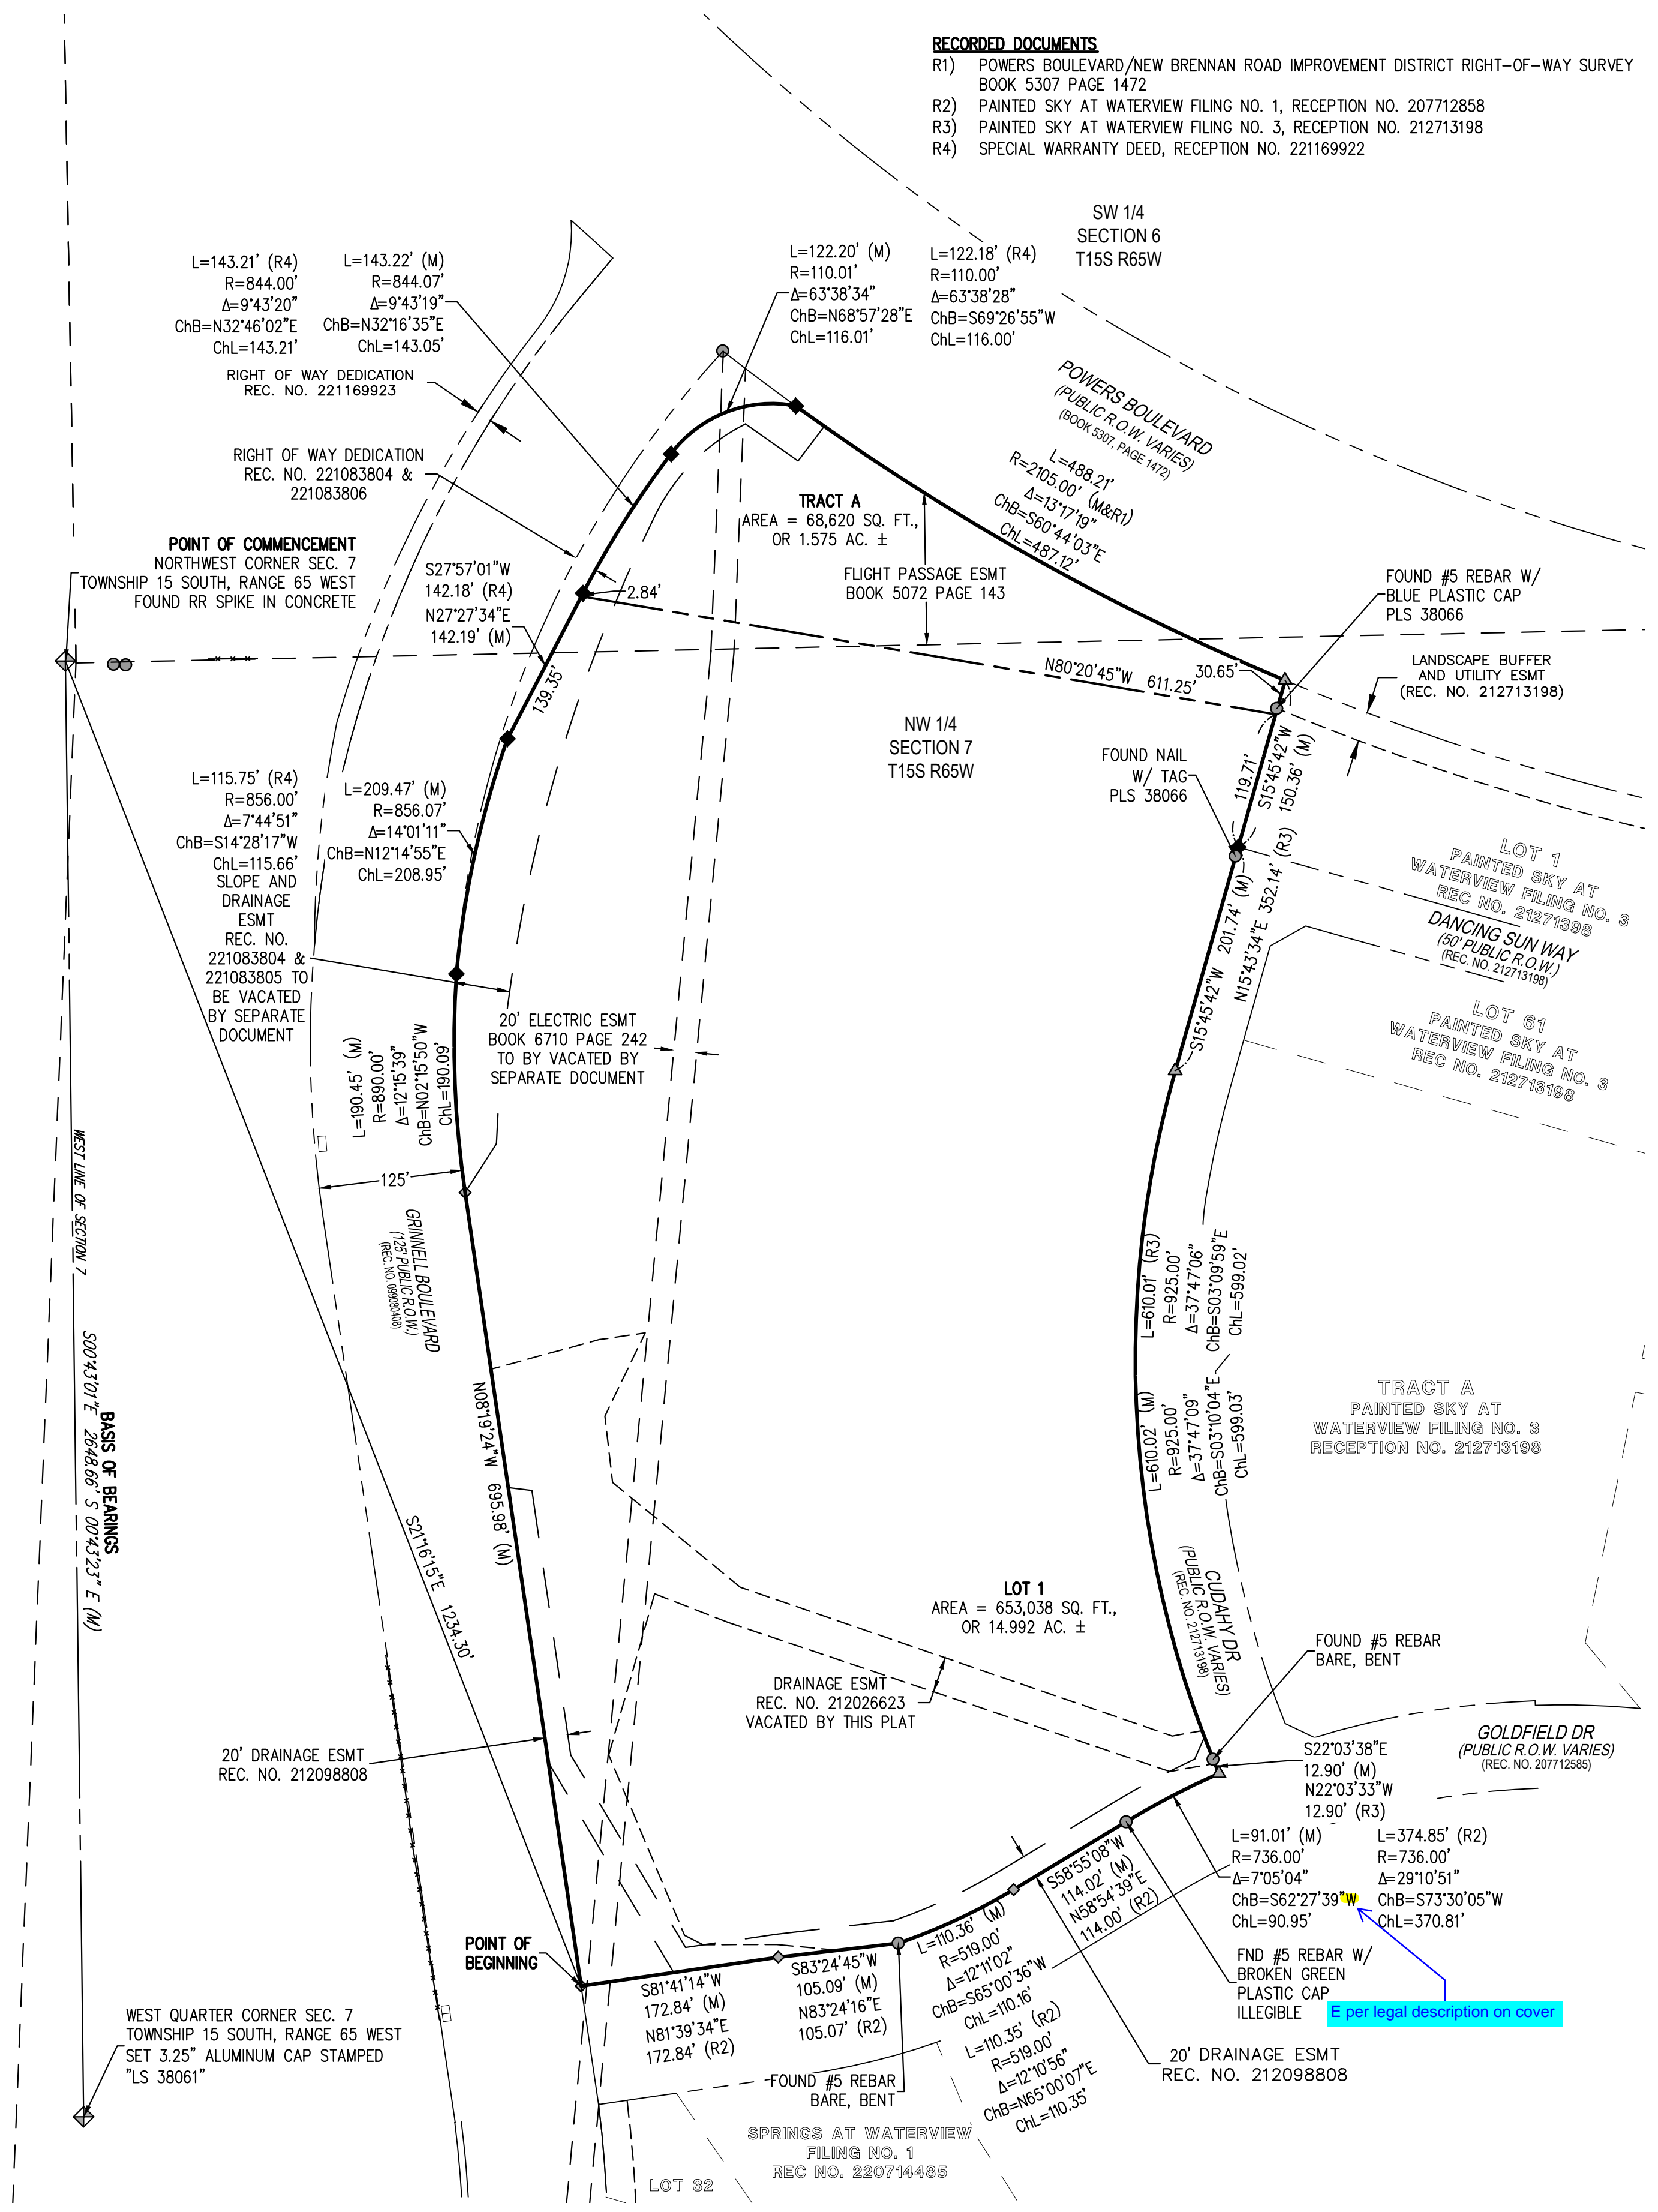 RECORDED DOCUMENTS
R1) POWERS BOULEVARD/NEW BRENNAN ROAD IMPROVEMENT DISTRICT RIGHT-OF-WAY SURVEY
BOOK 5307 PAGE 1472
R2) PAINTED SKY AT WATERVIEW FILING NO. 1, RECEPTION NO. 207712858
R3) PAINTED SKY AT WATERVIEW FILING NO. 3, RECEPTION NO. 212713198
R4) SPECIAL WARRANTY DEED, RECEPTION NO. 221169922
SW 1/4
SECTION 6
T15S R65W
L=143.21' (R4)
R=844.00'
Δ=9°43'20"
ChB=N32°46'02"E
ChL=143.21'
L=143.22' (M)
R=844.07'
Δ=9°43'19"
ChB=N32°16'35"E
ChL=143.05'
L=122.20' (M)
R=110.01'
Δ=63°38'34"
ChB=N68°57'28"E
ChL=116.01'
L=122.18' (R4)
R=110.00'
Δ=63°38'28"
ChB=S69°26'55"W
ChL=116.00'
RIGHT OF WAY DEDICATION
REC. NO. 221169923
RIGHT OF WAY DEDICATION
REC. NO. 221083804 &
221083806
POWERS BOULEVARD
(PUBLIC R.O.W. VARIES)
(BOOK 5307, PAGE 1472)
L=488.21'
R=2105.00' (M&R1)
Δ=13°17'19"
ChB=S60°44'03"E
ChL=487.12'
TRACT A
AREA = 68,620 SQ. FT.,
OR 1.575 AC. ±
POINT OF COMMENCEMENT
NORTHWEST CORNER SEC. 7
TOWNSHIP 15 SOUTH, RANGE 65 WEST
FOUND RR SPIKE IN CONCRETE
S27°57'01"W
142.18' (R4)
N27°27'34"E
142.19' (M)
2.84'
139.35'
FLIGHT PASSAGE ESMT
BOOK 5072 PAGE 143
FOUND #5 REBAR W/
BLUE PLASTIC CAP
PLS 38066
N80°20'45"W 611.25'
30.65'
LANDSCAPE BUFFER
AND UTILITY ESMT
(REC. NO. 212713198)
NW 1/4
SECTION 7
T15S R65W
FOUND NAIL
W/ TAG
PLS 38066
119.71'
S15°45'42"W
150.36' (M)
L=115.75' (R4)
R=856.00'
Δ=7°44'51"
ChB=S14°28'17"W
ChL=115.66'
L=209.47' (M)
R=856.07'
Δ=14°01'11"
ChB=N12°14'55"E
ChL=208.95'
SLOPE AND
DRAINAGE
ESMT
REC. NO.
221083804 &
221083805 TO
BE VACATED
BY SEPARATE
DOCUMENT
LOT 1
PAINTED SKY AT
WATERVIEW FILING NO. 3
REC NO. 21271398
DANCING SUN WAY
(50' PUBLIC R.O.W.)
(REC. NO. 212713198)
S15°45'42"W 201.74' (M)
N15°43'34"E 352.14' (R3)
LOT 61
PAINTED SKY AT
WATERVIEW FILING NO. 3
REC NO. 212713198
20' ELECTRIC ESMT
BOOK 6710 PAGE 242
TO BY VACATED BY
SEPARATE DOCUMENT
L=190.45' (M)
R=890.00'
Δ=12°15'39"
ChB=N02°15'50"W
ChL=190.09'
125'
GRINNELL BOULEVARD
(125' PUBLIC R.O.W.)
(REC. NO. 099080408)
WEST LINE OF SECTION 7
BASIS OF BEARINGS
S00°43'01"E 2648.66' S 00°43'23" E (M)
L=610.01' (R3)
R=925.00'
Δ=37°47'06"
ChB=S03°09'59"E
ChL=599.02'
L=610.02' (M)
R=925.00'
Δ=37°47'09"
ChB=S03°10'04"E
ChL=599.03'
TRACT A
PAINTED SKY AT
WATERVIEW FILING NO. 3
RECEPTION NO. 212713198
N08°19'24"W 695.98' (M)
S21°16'15"E 1234.30'
CUDAHY DR
(PUBLIC R.O.W. VARIES)
(REC. NO. 212713198)
LOT 1
AREA = 653,038 SQ. FT.,
OR 14.992 AC. ±
FOUND #5 REBAR
BARE, BENT
DRAINAGE ESMT
REC. NO. 212026623
VACATED BY THIS PLAT
GOLDFIELD DR
(PUBLIC R.O.W. VARIES)
(REC. NO. 207712585)
20' DRAINAGE ESMT
REC. NO. 212098808
S22°03'38"E
12.90' (M)
N22°03'33"W
12.90' (R3)
L=91.01' (M)
R=736.00'
Δ=7°05'04"
ChB=S62°27'39"W
ChL=90.95'
L=374.85' (R2)
R=736.00'
Δ=29°10'51"
ChB=S73°30'05"W
ChL=370.81'
S58°55'08"W
114.02' (M)
N58°54'39"E
114.00' (R2)
FND #5 REBAR W/
BROKEN GREEN
PLASTIC CAP
ILLEGIBLE
E per legal description on cover
POINT OF
BEGINNING
S81°41'14"W
172.84' (M)
N81°39'34"E
172.84' (R2)
S83°24'45"W
105.09' (M)
N83°24'16"E
105.07' (R2)
L=110.36' (M)
R=519.00'
Δ=12°11'02"
ChB=S65°00'36"W
ChL=110.16'
L=110.35' (R2)
R=519.00'
Δ=12°10'56"
ChB=N65°00'07"E
ChL=110.35'
20' DRAINAGE ESMT
REC. NO. 212098808
WEST QUARTER CORNER SEC. 7
TOWNSHIP 15 SOUTH, RANGE 65 WEST
SET 3.25" ALUMINUM CAP STAMPED
"LS 38061"
FOUND #5 REBAR
BARE, BENT
SPRINGS AT WATERVIEW
FILING NO. 1
REC NO. 220714485
LOT 32